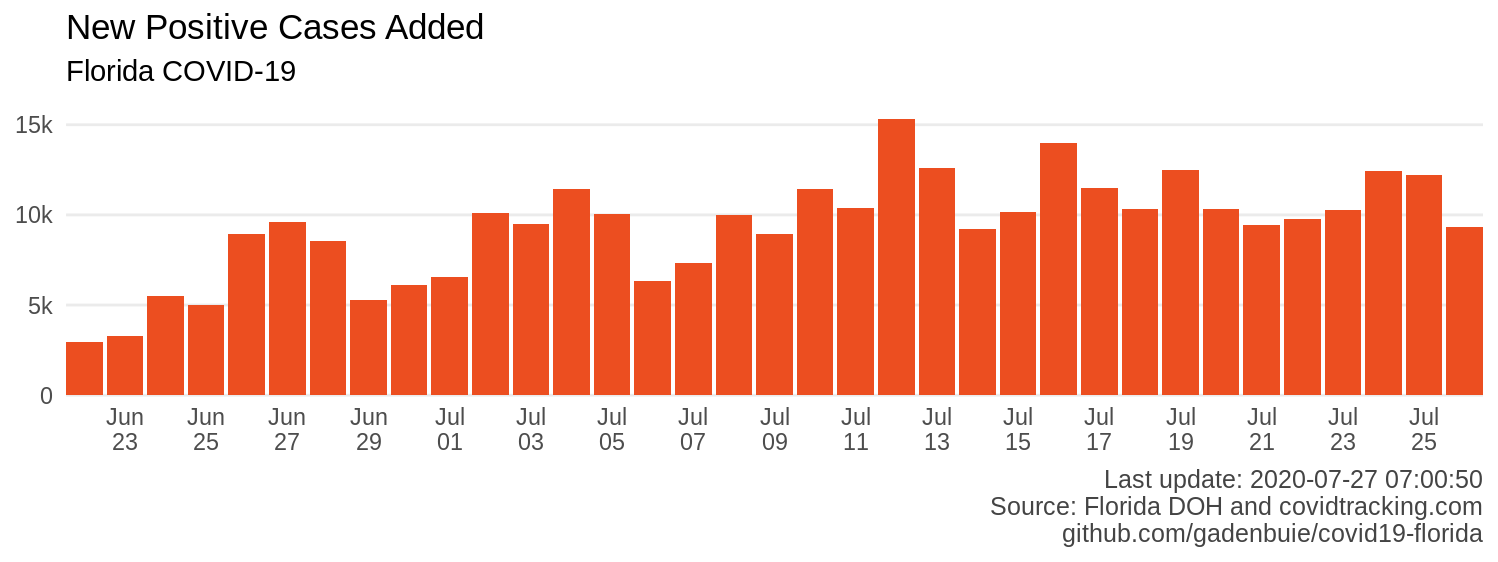 New Positive Cases Added
Florida COVID-19
15k
10k
5k
0
Jun Jun Jun Jun Jul Jul Jul Jul Jul Jul Jul Jul Jul Jul Jul Jul Jul
23 25 27 29 01 03 05 07 09 11 13 15 17 19 21 23 25
Last update: 2020-07-27 07:00:50
Source: Florida DOH and covidtracking.com
github.com/gadenbuie/covid19-florida